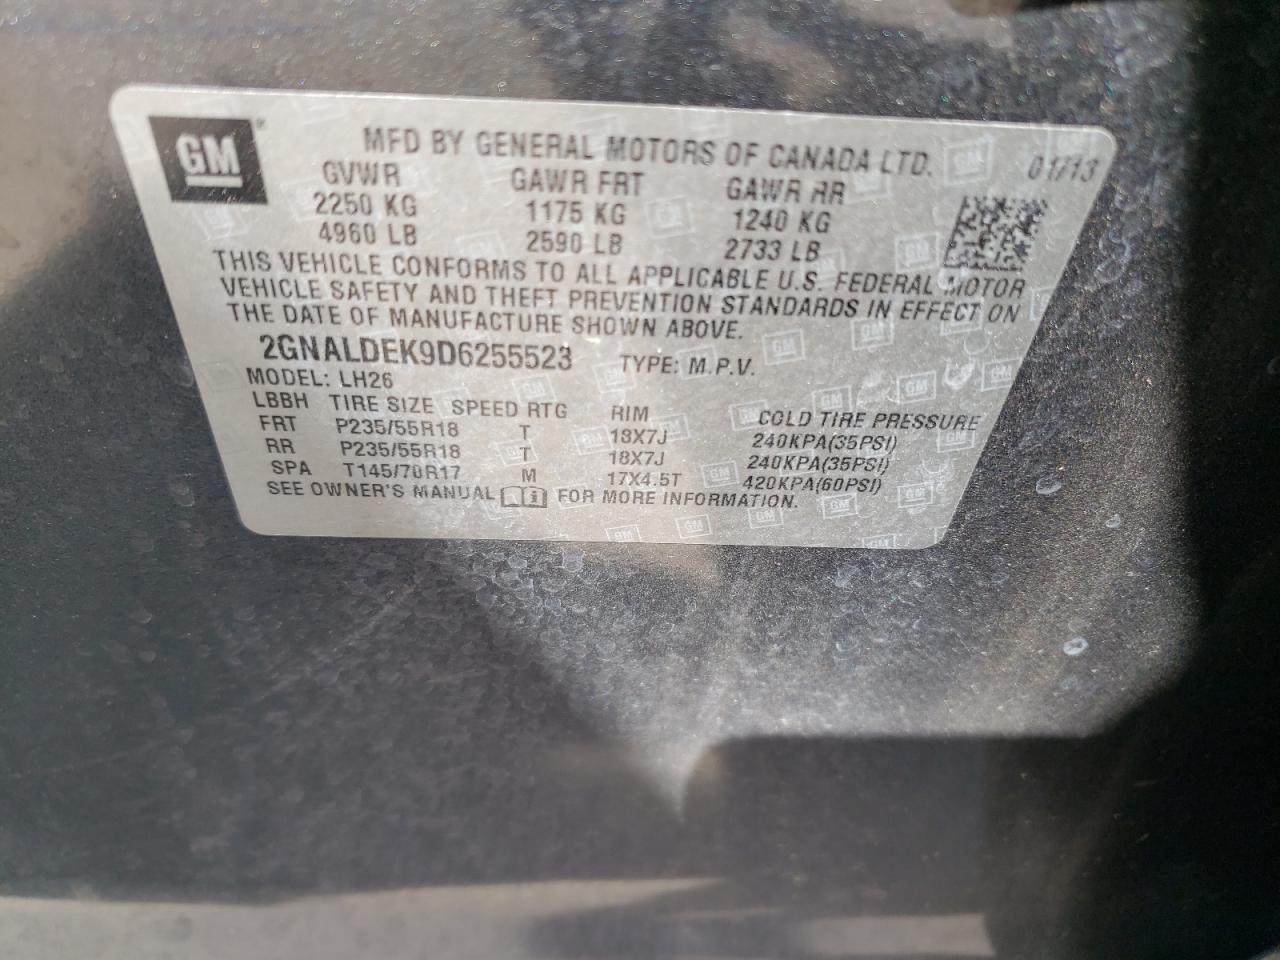 GM
MFD BY GENERAL MOTORS OF CANADA LTD. 01/13
GVWR GAWR FRT GAWR RR
2250 KG 1175 KG 1240 KG
4960 LB 2590 LB 2733 LB
THIS VEHICLE CONFORMS TO ALL APPLICABLE U.S. FEDERAL MOTOR
VEHICLE SAFETY AND THEFT PREVENTION STANDARDS IN EFFECT ON
THE DATE OF MANUFACTURE SHOWN ABOVE.
2GNALDEK9D6255523 TYPE: M.P.V.
MODEL: LH26
LBBH TIRE SIZE SPEED RTG RIM COLD TIRE PRESSURE
FRT P235/55R18 T 18X7J 240KPA(35PSI)
RR P235/55R18 T 18X7J 240KPA(35PSI)
SPA T145/70R17 M 17X4.5T 420KPA(60PSI)
SEE OWNER'S MANUAL FOR MORE INFORMATION.